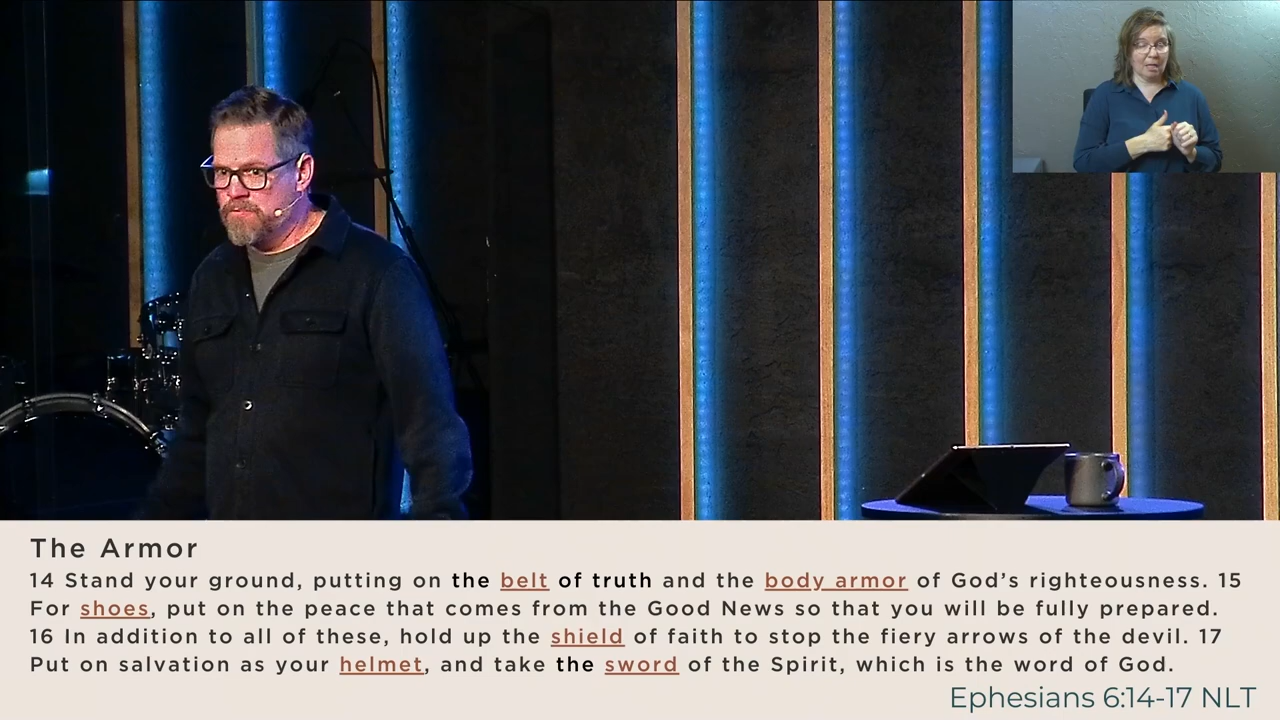 The Armor
14 Stand your ground, putting on the belt of truth and the body armor of God’s righteousness. 15
For shoes, put on the peace that comes from the Good News so that you will be fully prepared.
16 In addition to all of these, hold up the shield of faith to stop the fiery arrows of the devil. 17
Put on salvation as your helmet, and take the sword of the Spirit, which is the word of God.
Ephesians 6:14-17 NLT